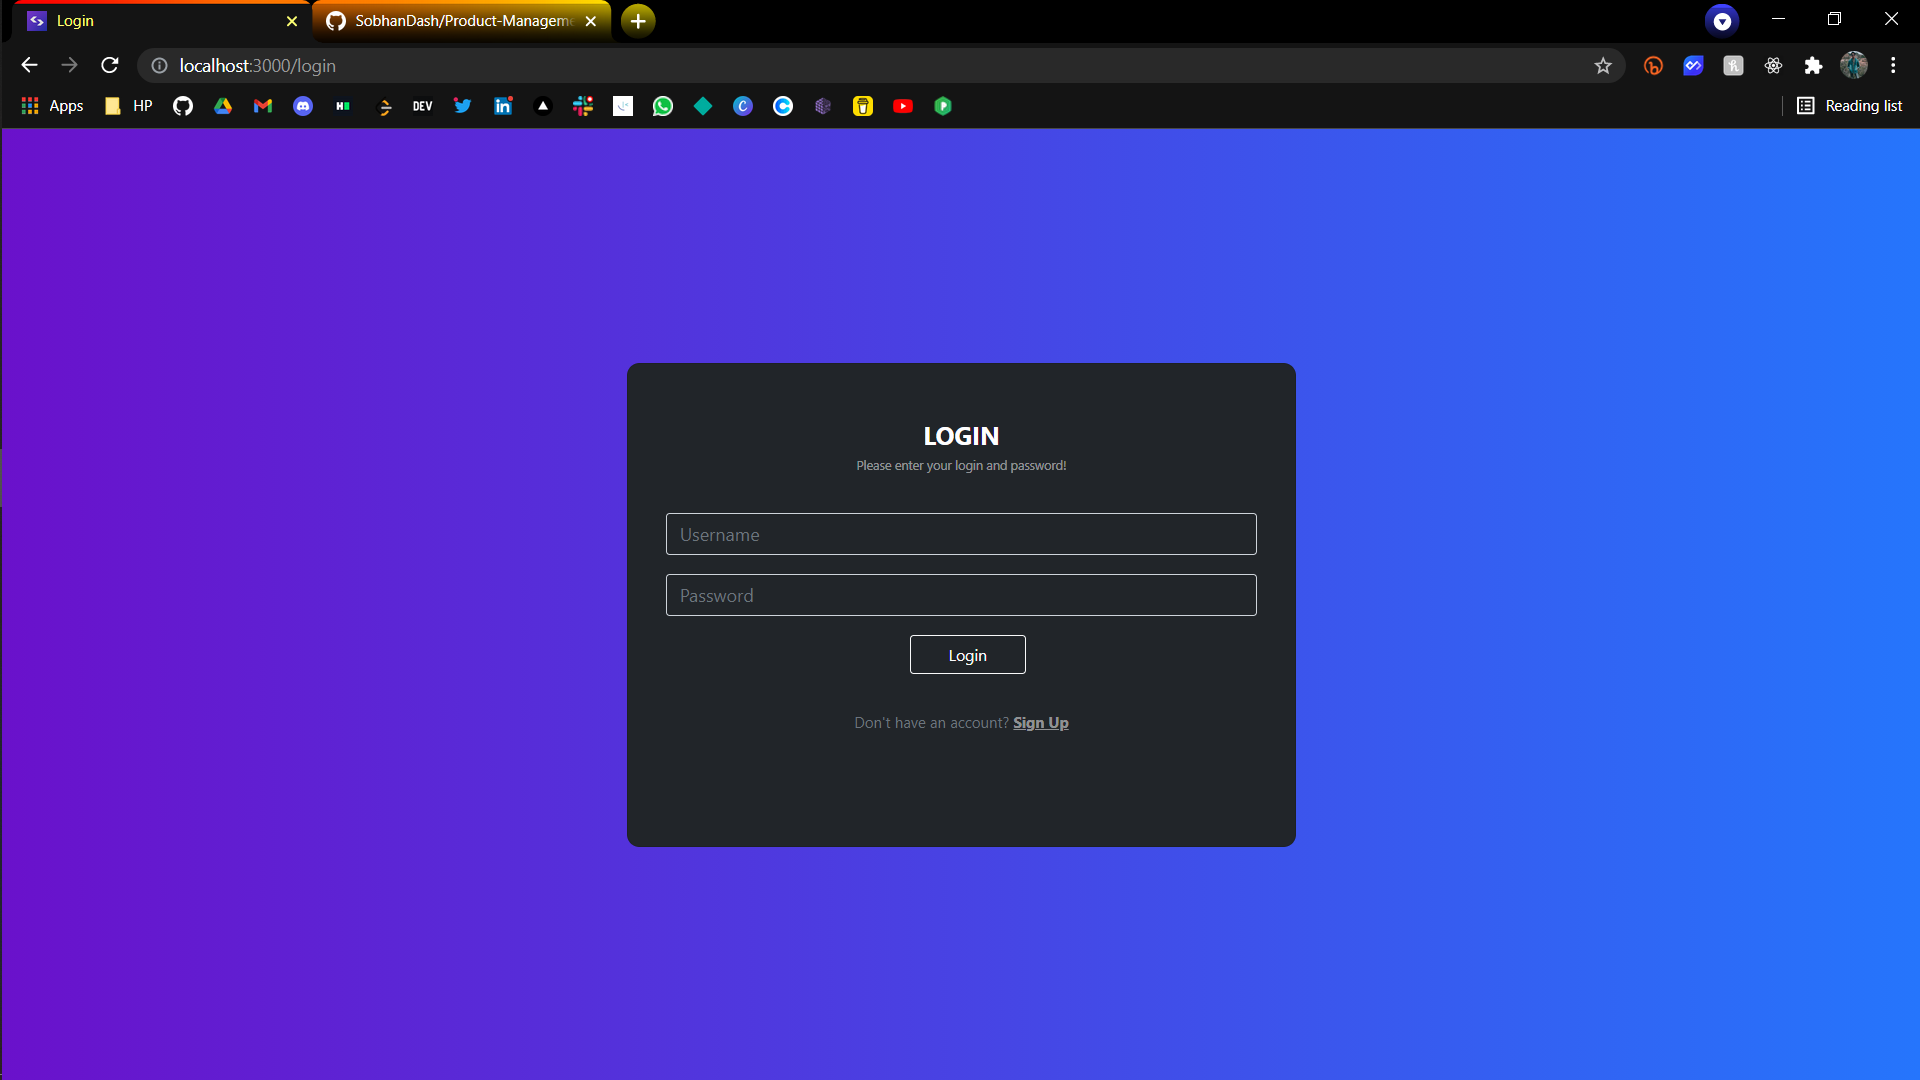 Login
SobhanDash/Product-Managem
localhost:3000/login
Apps
HP
DEV
Reading list
LOGIN
Please enter your login and password!
Username
Password
Login
Don't have an account? Sign Up